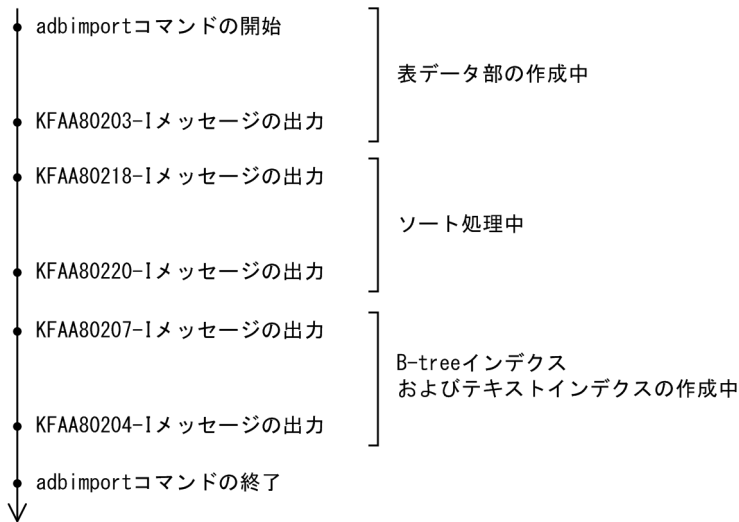 adbimportコマンドの開始
表データ部の作成中
KFAA80203-Iメッセージの出力
KFAA80218-Iメッセージの出力
ソート処理中
KFAA80220-Iメッセージの出力
KFAA80207-Iメッセージの出力
B-treeインデクス
およびテキストインデクスの作成中
KFAA80204-Iメッセージの出力
adbimportコマンドの終了